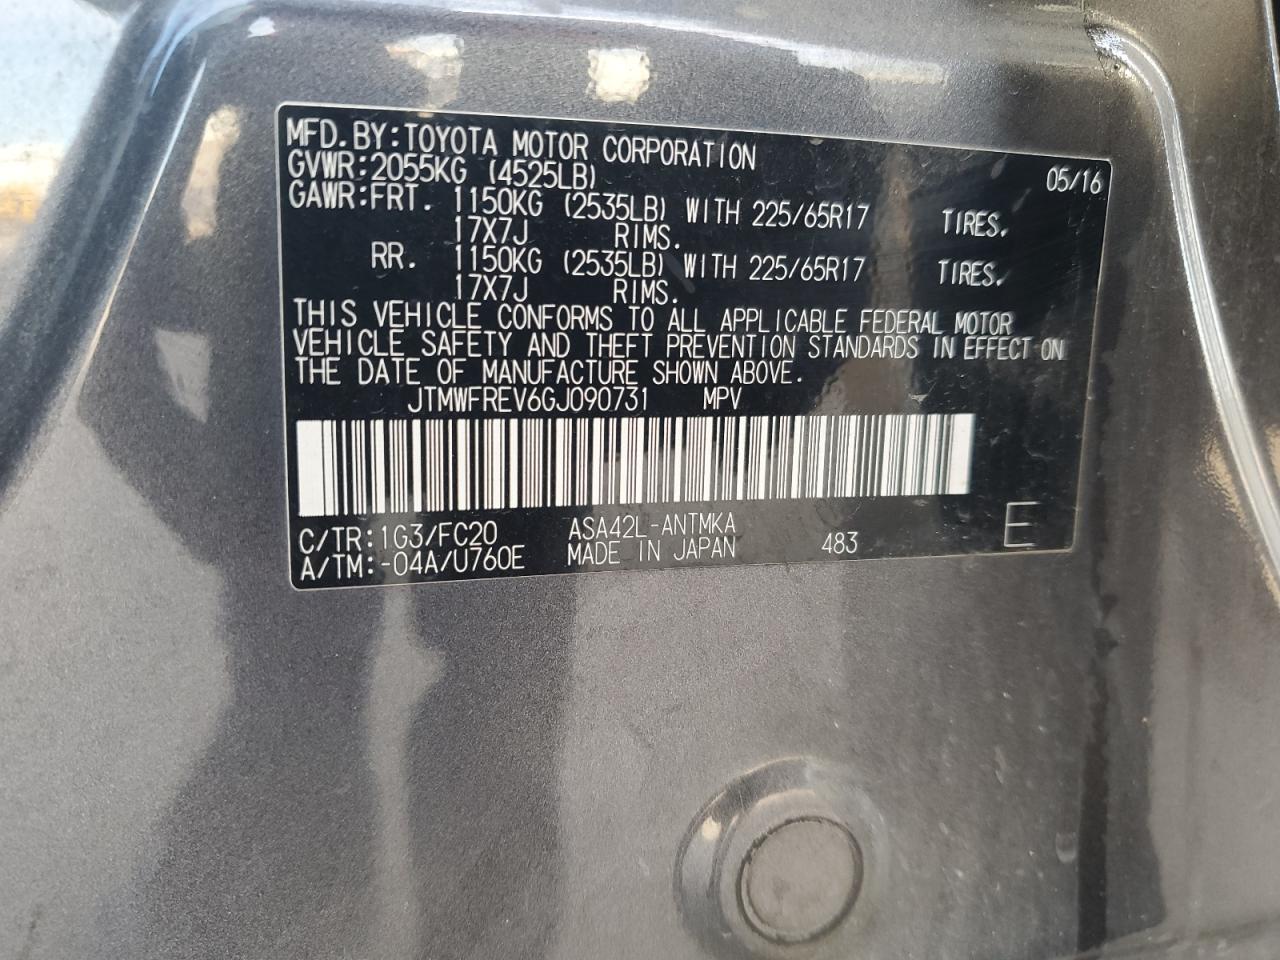 MFD.BY:TOYOTA MOTOR CORPORATION 05/16
GVWR:2055KG (4525LB)
GAWR:FRT. 1150KG (2535LB) WITH 225/65R17 TIRES.
17X7J RIMS.
RR. 1150KG (2535LB) WITH 225/65R17 TIRES.
17X7J RIMS.
THIS VEHICLE CONFORMS TO ALL APPLICABLE FEDERAL MOTOR
VEHICLE SAFETY AND THEFT PREVENTION STANDARDS IN EFFECT ON
THE DATE OF MANUFACTURE SHOWN ABOVE.
JTMWFREV6GJ090731 MPV
C/TR:1G3/FC20 ASA42L-ANTMKA
A/TM:-04A/U760E MADE IN JAPAN 483 E